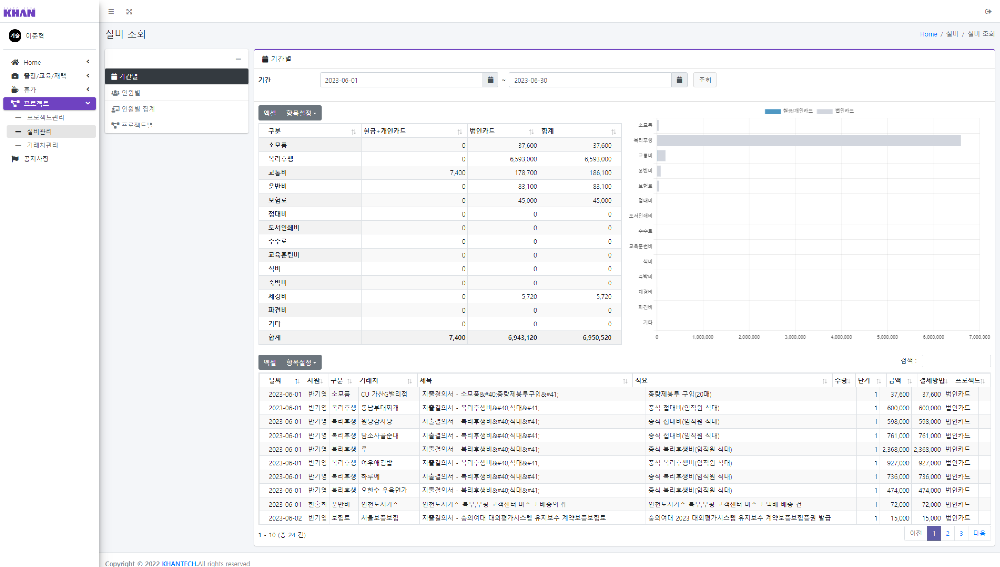 SINCE 1994
KHAN
기술 이준혁
Home
출장/교육/재택
휴가
프로젝트
프로젝트관리
실비관리
거래처관리
공지사항
실비 조회
Home / 실비 / 실비 조회
기간별
인원별
인원별 집계
프로젝트별
기간별
기간 2023-06-01 ~ 2023-06-30 조회
엑셀 항목설정
구분 현금+개인카드 법인카드 합계
소모품 0 37,600 37,600
복리후생 0 6,593,000 6,593,000
교통비 7,400 178,700 186,100
운반비 0 83,100 83,100
보험료 0 45,000 45,000
접대비 0 0 0
도서인쇄비 0 0 0
수수료 0 0 0
교육훈련비 0 0 0
식비 0 0 0
숙박비 0 0 0
제경비 0 5,720 5,720
파견비 0 0 0
기타 0 0 0
합계 7,400 6,943,120 6,950,520
현금/개인카드 법인카드
소모품
복리후생
교통비
운반비
보험료
접대비
도서인쇄비
수수료
교육훈련비
식비
숙박비
제경비
파견비
기타
0 1,000,000 2,000,000 3,000,000 4,000,000 5,000,000 6,000,000 7,000,000
엑셀 항목설정
검색 :
날짜 사원 구분 거래처 제목 적요 수량 단가 금액 결제방법 프로젝트
2023-06-01 반기영 소모품 CU 가산G밸리점 지출결의서 - 소모품&#40;종량제봉투구입&#41; 종량제봉투 구입(20매) 1 37,600 37,600 법인카드
2023-06-01 반기영 복리후생 동남부대찌개 지출결의서 - 복리후생비&#40;식대&#41; 중식 접대비(임직원 식대) 1 600,000 600,000 법인카드
2023-06-01 반기영 복리후생 원당감자탕 지출결의서 - 복리후생비&#40;식대&#41; 중식 접대비(임직원 식대) 1 598,000 598,000 법인카드
2023-06-01 반기영 복리후생 담소사골순대 지출결의서 - 복리후생비&#40;식대&#41; 중식 접대비(임직원 식대) 1 761,000 761,000 법인카드
2023-06-01 반기영 복리후생 루 지출결의서 - 복리후생비&#40;식대&#41; 중식 복리후생비(임직원 식대) 1 2,368,000 2,368,000 법인카드
2023-06-01 반기영 복리후생 여우애김밥 지출결의서 - 복리후생비&#40;식대&#41; 중식 복리후생비(임직원 식대) 1 927,000 927,000 법인카드
2023-06-01 반기영 복리후생 하루에 지출결의서 - 복리후생비&#40;식대&#41; 중식 복리후생비(임직원 식대) 1 736,000 736,000 법인카드
2023-06-01 반기영 복리후생 오한수 우육면가 지출결의서 - 복리후생비&#40;식대&#41; 중식 복리후생비(임직원 식대) 1 474,000 474,000 법인카드
2023-06-01 한홍희 운반비 인천도시가스 인천도시가스 북부,부평 고객센터 마스크 배송의 件 인천도시가스 북부,부평 고객센터 마스크 택배 배송 건 1 72,000 72,000 법인카드
2023-06-02 반기영 보험료 서울보증보험 지출결의서 - 숭의여대 대외평가시스템 유지보수 계약보증보험료 숭의여대 2023 대외평가시스템 유지보수 계약보증보험증권 발급 1 15,000 15,000 법인카드
1 - 10 (총 24 건)
이전 1 2 3 다음
Copyright © 2022 KHANTECH.All rights reserved.